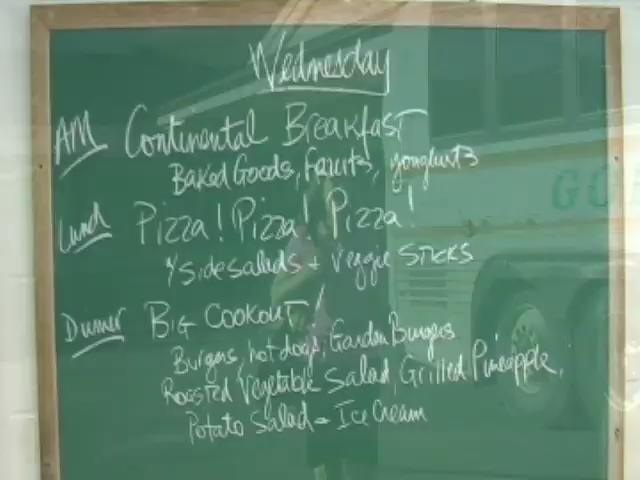 Wednesday
AM Continental Breakfast
Baked Goods, Fruits, Yoghurts
Lunch Pizza! Pizza! Pizza!
Side Salads + Veggie Sticks
Dinner Big Cookout!
Burgers, hot dogs, Garden Burgers
Roasted Vegetable Salad, Grilled Pineapple,
Potato Salad - Ice Cream
GO